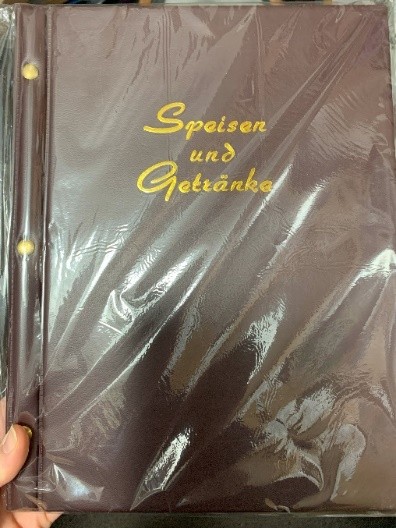 Speisen
und
Getränke